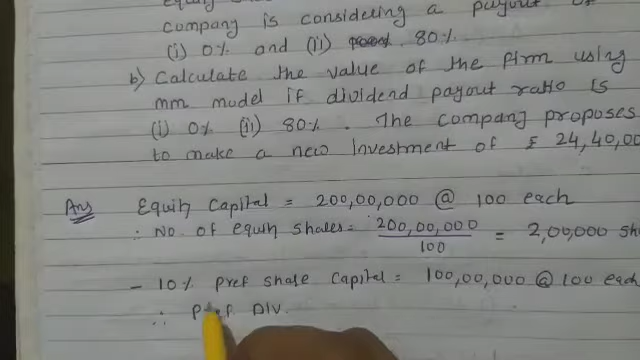 company is considering a payout of
(i) 0% and (ii) 80%.
b) Calculate the value of the firm using
mm model if dividend payout ratio is
(i) 0% (ii) 80%. The company proposes
to make a new investment of ₹ 24,40,00
Ans Equity Capital = 200,00,000 @ 100 each
∴ No. of equity shares = 200,00,000 / 100 = 2,00,000 sh
- 10% pref share capital = 100,00,000 @ 100 each
∴ Pref. Div.